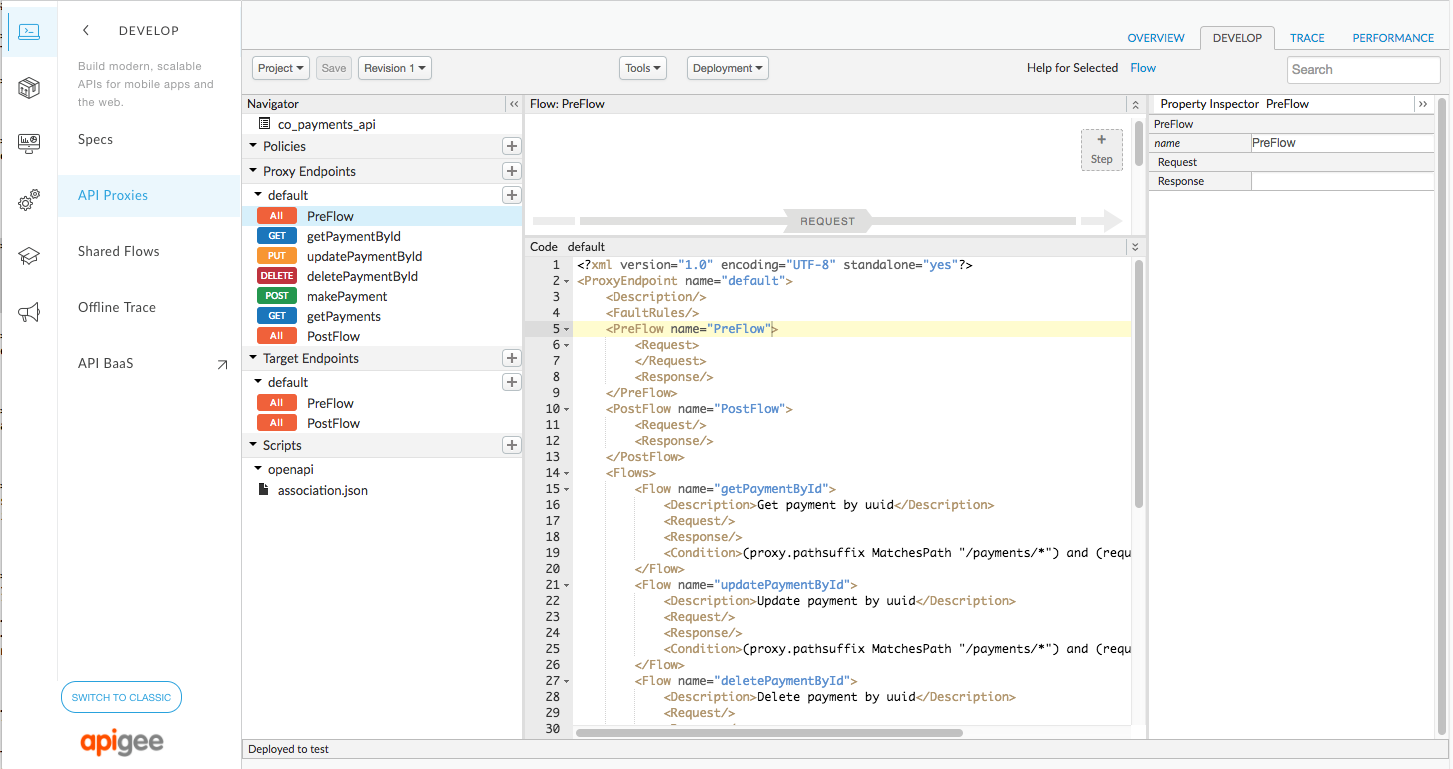 DEVELOP
Build modern, scalable
APIs for mobile apps and
the web.
Specs
API Proxies
Shared Flows
Offline Trace
API BaaS
SWITCH TO CLASSIC
apigee
OVERVIEW DEVELOP TRACE PERFORMANCE
Project Save Revision 1 Tools Deployment Help for Selected Flow Search
Navigator
co_payments_api
Policies
Proxy Endpoints
default
All PreFlow
GET getPaymentById
PUT updatePaymentById
DELETE deletePaymentById
POST makePayment
GET getPayments
All PostFlow
Target Endpoints
default
All PreFlow
All PostFlow
Scripts
openapi
association.json
Flow: PreFlow
+
Step
REQUEST
Code default
1 <?xml version="1.0" encoding="UTF-8" standalone="yes"?>
2 <ProxyEndpoint name="default">
3 <Description/>
4 <FaultRules/>
5 <PreFlow name="PreFlow">
6 <Request>
7 </Request>
8 <Response/>
9 </PreFlow>
10 <PostFlow name="PostFlow">
11 <Request/>
12 <Response/>
13 </PostFlow>
14 <Flows>
15 <Flow name="getPaymentById">
16 <Description>Get payment by uuid</Description>
17 <Request/>
18 <Response/>
19 <Condition>(proxy.pathsuffix MatchesPath "/payments/*") and (requ
20 </Flow>
21 <Flow name="updatePaymentById">
22 <Description>Update payment by uuid</Description>
23 <Request/>
24 <Response/>
25 <Condition>(proxy.pathsuffix MatchesPath "/payments/*") and (requ
26 </Flow>
27 <Flow name="deletePaymentById">
28 <Description>Delete payment by uuid</Description>
29 <Request/>
30
Property Inspector PreFlow
PreFlow
name PreFlow
Request
Response
Deployed to test